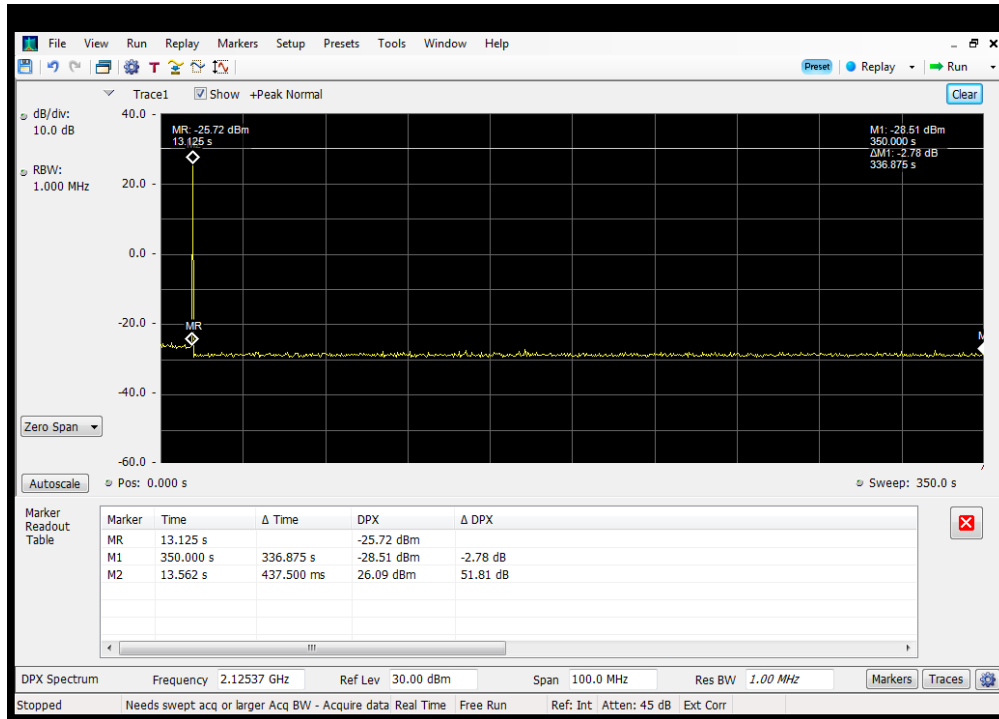 File View Run Replay Markers Setup Presets Tools Window Help
T Preset Replay Run
Trace1 Show +Peak Normal Clear
dB/div:
10.0 dB
RBW:
1.000 MHz
40.0
20.0
0.0
-20.0
-40.0
-60.0
MR: -25.72 dBm
13.125 s
M1: -28.51 dBm
350.000 s
ΔM1: -2.78 dB
336.875 s
MR
M
Zero Span
Autoscale Pos: 0.000 s Sweep: 350.0 s
Marker
Readout
Table
Marker Time Δ Time DPX Δ DPX
MR 13.125 s -25.72 dBm
M1 350.000 s 336.875 s -28.51 dBm -2.78 dB
M2 13.562 s 437.500 ms 26.09 dBm 51.81 dB
DPX Spectrum Frequency 2.12537 GHz Ref Lev 30.00 dBm Span 100.0 MHz Res BW 1.00 MHz Markers Traces
Stopped Needs swept acq or larger Acq BW - Acquire data Real Time Free Run Ref: Int Atten: 45 dB Ext Corr